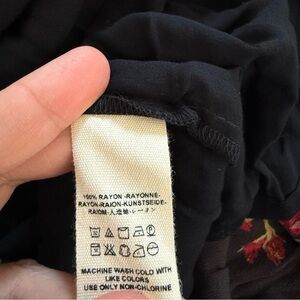 100% RAYON -RAYONNE-
RAYON-RAION-KUNSTSEIDE-
RAIOM-人造絲-レーヨン
MACHINE WASH COLD WITH
LIKE COLORS
USE ONLY NON-CHLORINE